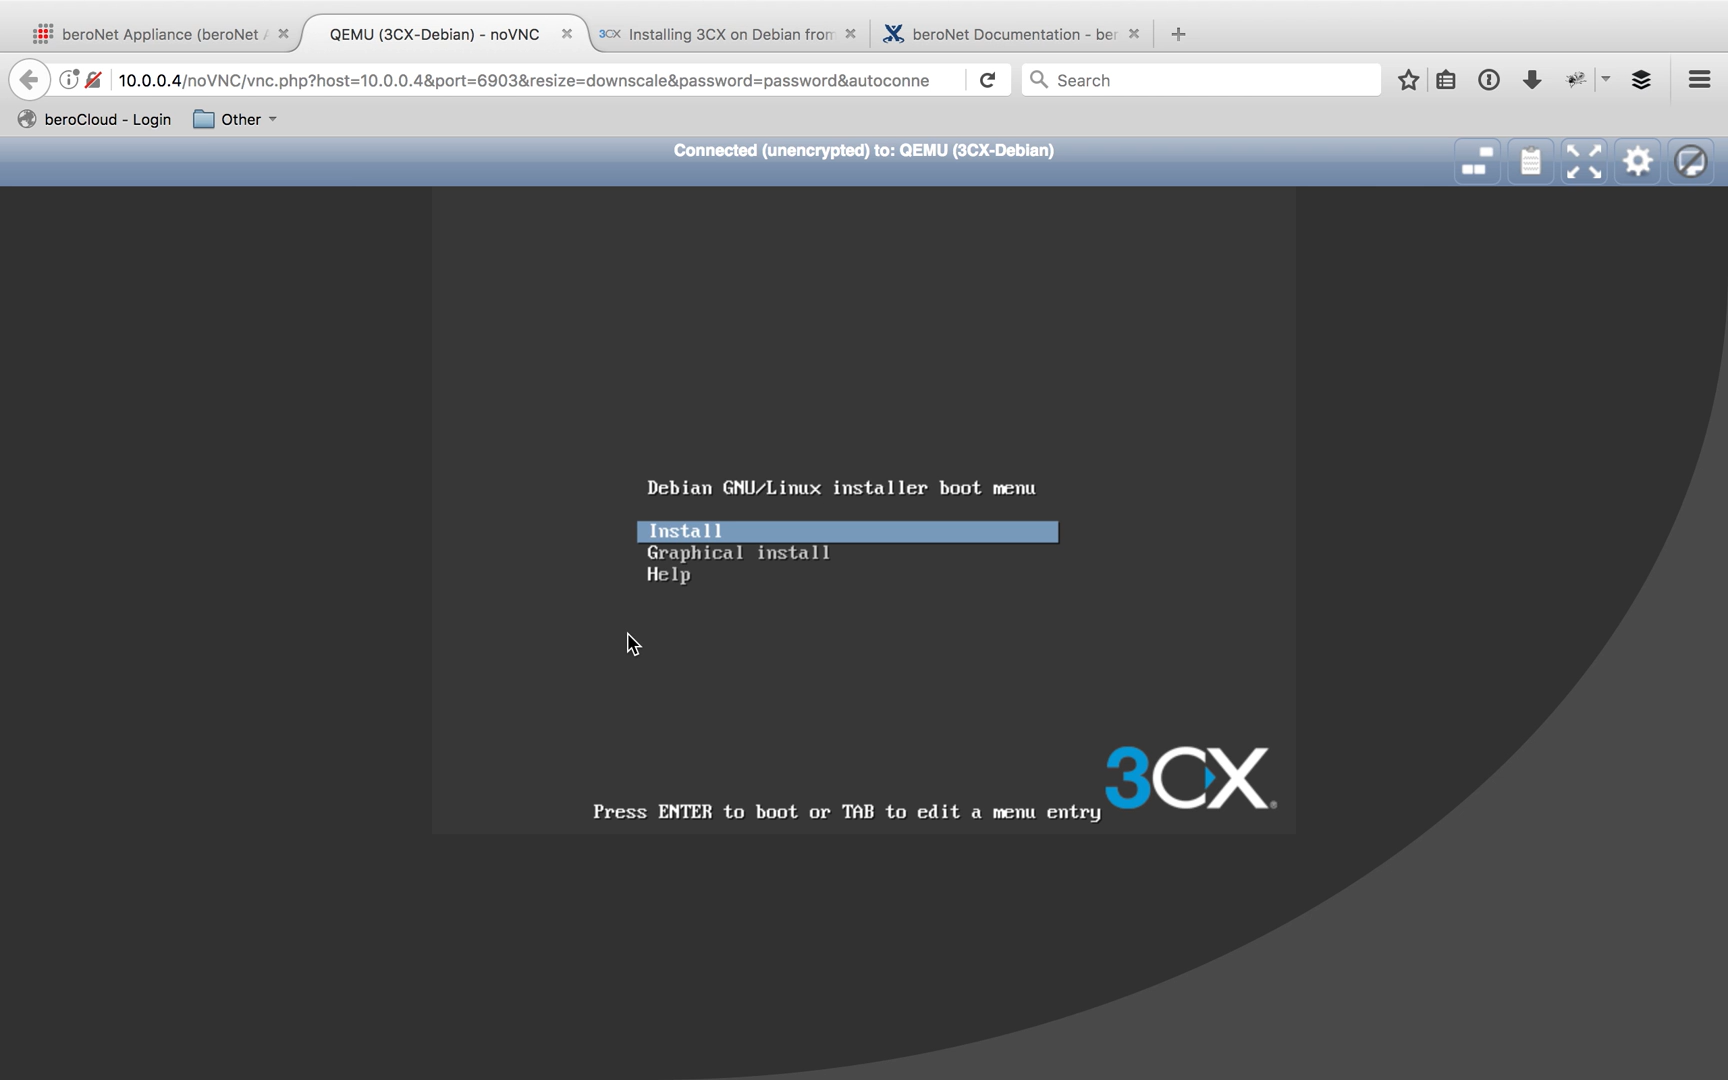 beroNet Appliance (beroNet A
QEMU (3CX-Debian) - noVNC
3CX Installing 3CX on Debian from
beroNet Documentation - ber
10.0.0.4/noVNC/vnc.php?host=10.0.0.4&port=6903&resize=downscale&password=password&autoconne
Search
beroCloud - Login
Other
Connected (unencrypted) to: QEMU (3CX-Debian)
Debian GNU/Linux installer boot menu
Install
Graphical install
Help
3CX®
Press ENTER to boot or TAB to edit a menu entry